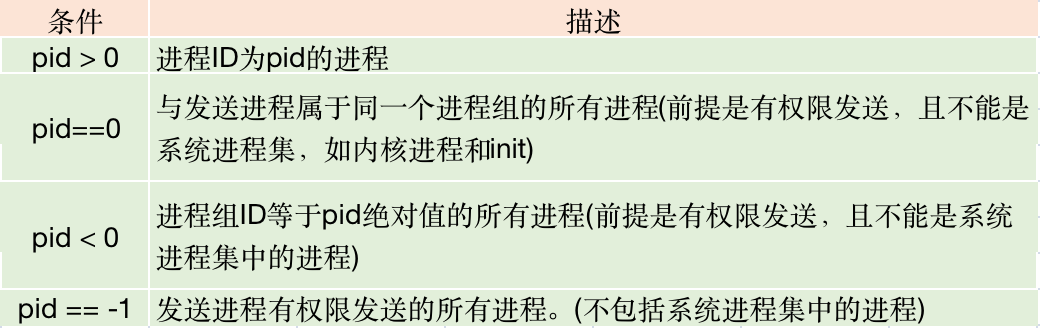 条件 描述
pid > 0 进程ID为pid的进程
pid==0 与发送进程属于同一个进程组的所有进程(前提是有权限发送，且不能是
系统进程集，如内核进程和init)
pid < 0 进程组ID等于pid绝对值的所有进程(前提是有权限发送，且不能是系统
进程集中的进程)
pid == -1 发送进程有权限发送的所有进程。(不包括系统进程集中的进程)